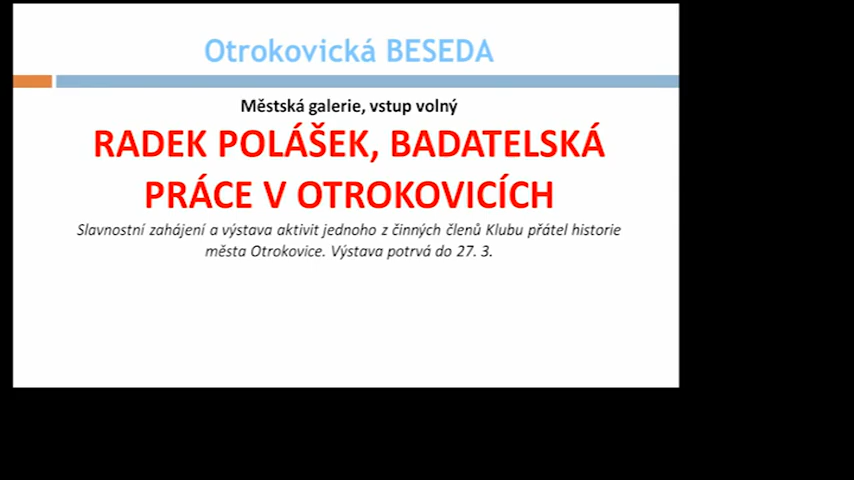 Otrokovická BESEDA
Městská galerie, vstup volný
RADEK POLÁŠEK, BADATELSKÁ
PRÁCE V OTROKOVICÍCH
Slavnostní zahájení a výstava aktivit jednoho z činných členů Klubu přátel historie
města Otrokovice. Výstava potrvá do 27. 3.